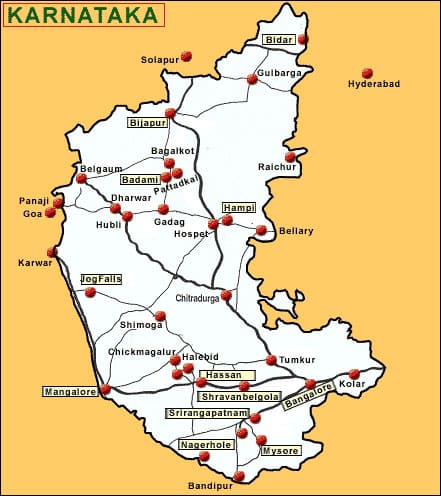 KARNATAKA
Bidar
Solapur
Gulbarga
Hyderabad
Bijapur
Bagalkot
Raichur
Belgaum
Badami
Pattadkal
Panaji
Dharwar
Hampi
Goa
Hubli
Gadag
Hospet
Bellary
Karwar
JogFalls
Chitradurga
Shimoga
Chickmagalur
Halebid
Tumkur
Hassan
Kolar
Mangalore
Shravanbelgola
Bangalore
Srirangapatnam
Nagerhole
Mysore
Bandipur